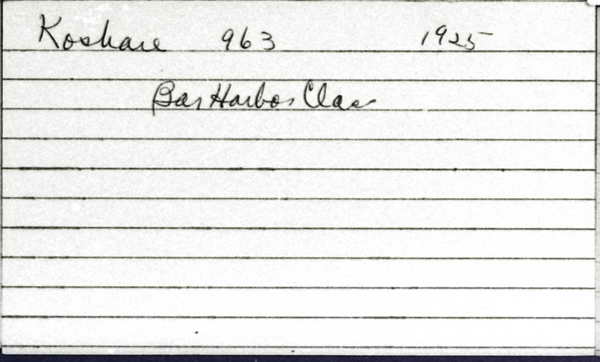 Koshare 963 1925
Bar Harbor Class